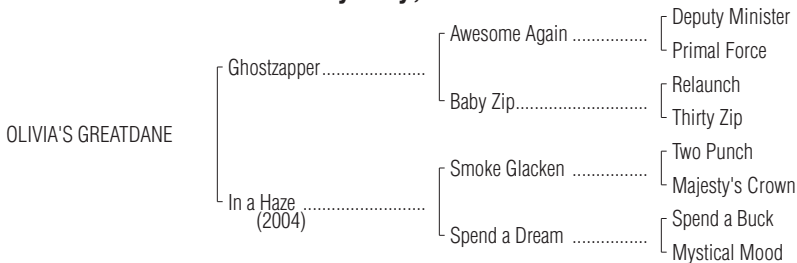 Deputy Minister
Awesome Again ................
Primal Force
Ghostzapper......................
Relaunch
Baby Zip............................
Thirty Zip
OLIVIA'S GREATDANE
Two Punch
Smoke Glacken ................
Majesty's Crown
In a Haze ..........................
(2004)
Spend a Buck
Spend a Dream ................
Mystical Mood